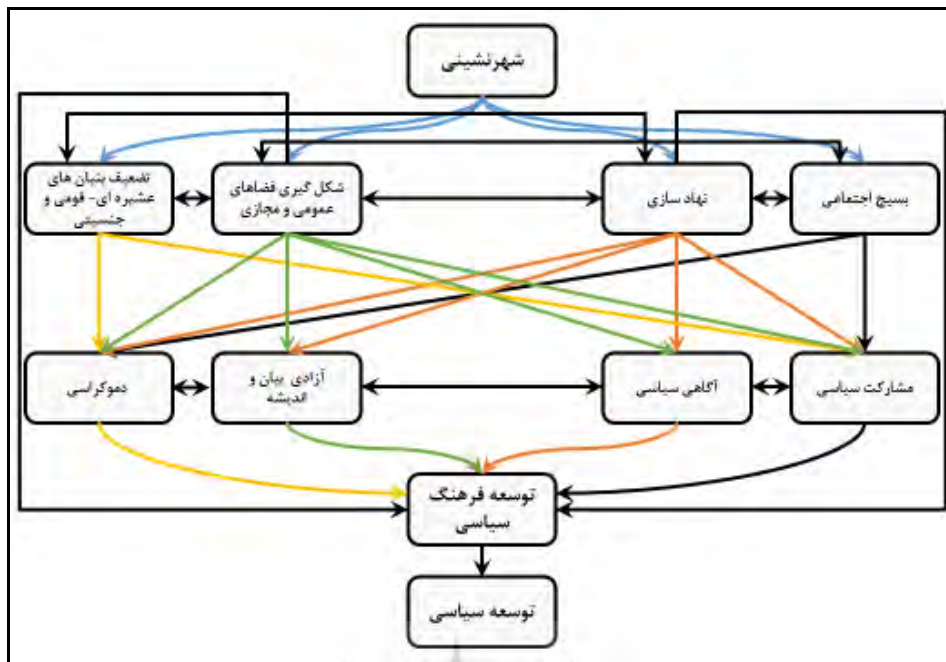 شهرنشینی
بسیج اجتماعی
نهاد سازی
شکل گیری فضاهای
عمومی و مجازی
تضعیف بنیان های
عشیره ای- قومی و
جنسیتی
مشارکت سیاسی
آگاهی سیاسی
آزادی بیان و
اندیشه
دموکراسی
توسعه فرهنگ
سیاسی
توسعه سیاسی